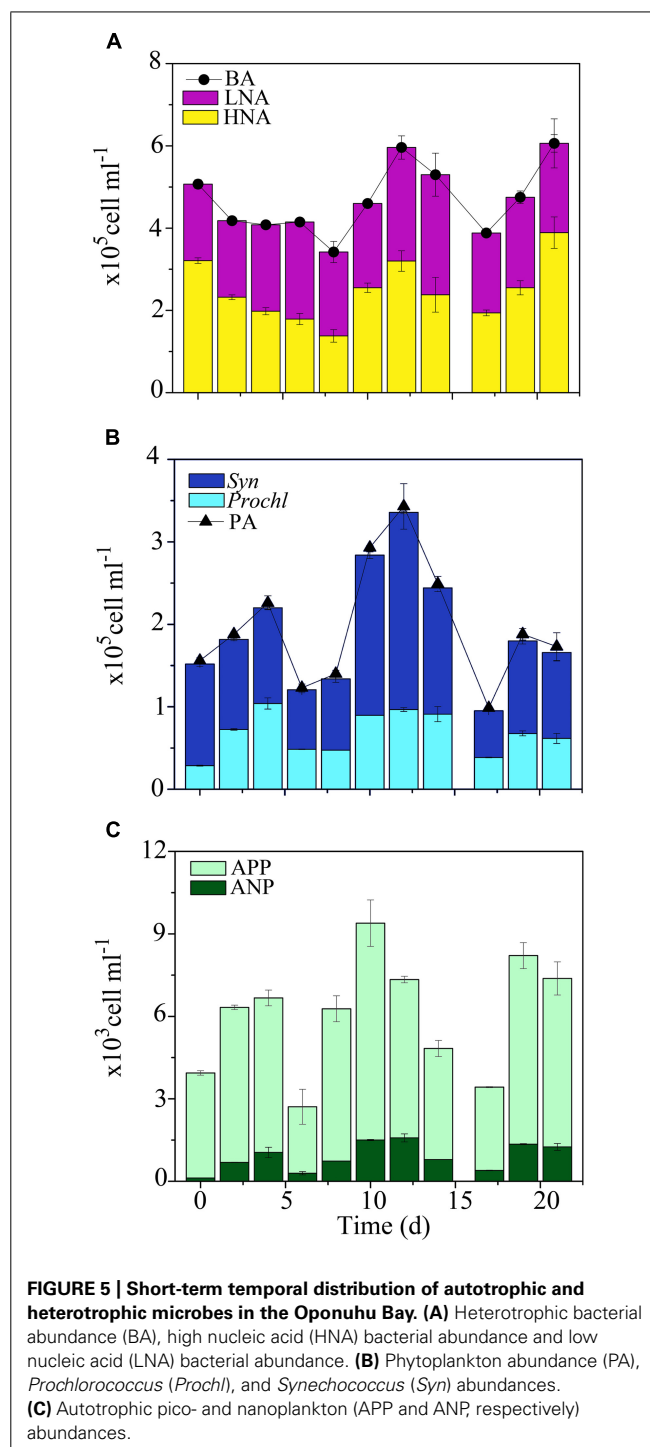 A
8
6
4
2
0
x10⁵cell ml⁻¹
BA
LNA
HNA
B
4
3
2
1
0
x10⁵cell ml⁻¹
Syn
Prochl
PA
C
12
9
6
3
0
x10³cell ml⁻¹
APP
ANP
0 5 10 15 20
Time (d)
FIGURE 5 | Short-term temporal distribution of autotrophic and
heterotrophic microbes in the Oponuhu Bay. (A) Heterotrophic bacterial
abundance (BA), high nucleic acid (HNA) bacterial abundance and low
nucleic acid (LNA) bacterial abundance. (B) Phytoplankton abundance (PA),
Prochlorococcus (Prochl), and Synechococcus (Syn) abundances.
(C) Autotrophic pico- and nanoplankton (APP and ANP, respectively)
abundances.